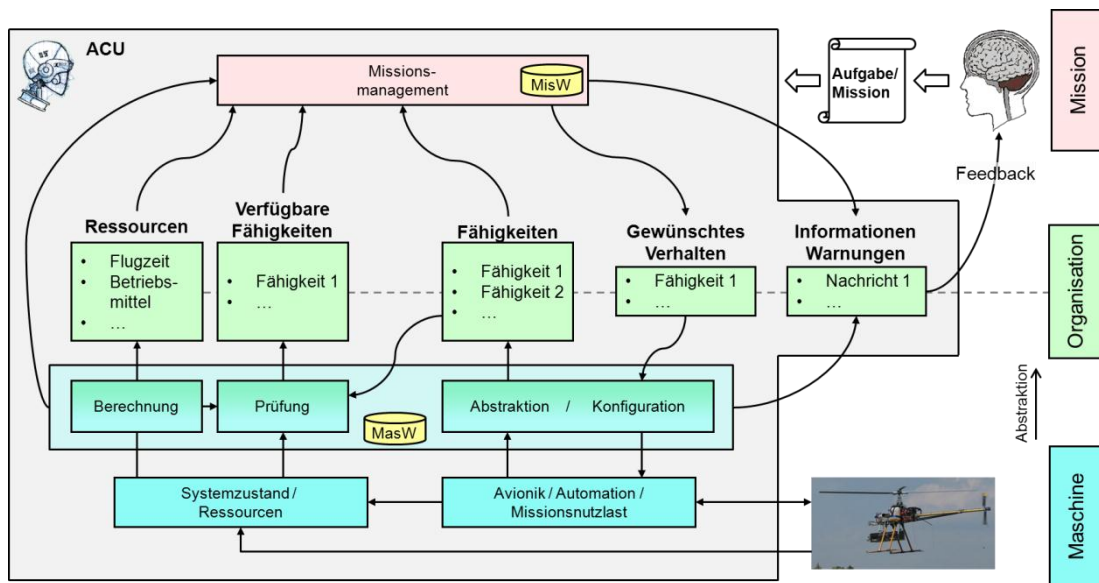 ACU
Missions-
management
MisW
Aufgabe/
Mission
Mission
Feedback
Ressourcen
Verfügbare
Fähigkeiten
Fähigkeiten
Gewünschtes
Verhalten
Informationen
Warnungen
• Flugzeit
• Betriebs-
mittel
• …
• Fähigkeit 1
• …
• Fähigkeit 1
• Fähigkeit 2
• …
• Fähigkeit 1
• …
• Nachricht 1
• …
Organisation
Berechnung
Prüfung
Abstraktion / Konfiguration
MasW
Abstraktion
Systemzustand /
Ressourcen
Avionik / Automation /
Missionsnutzlast
Maschine